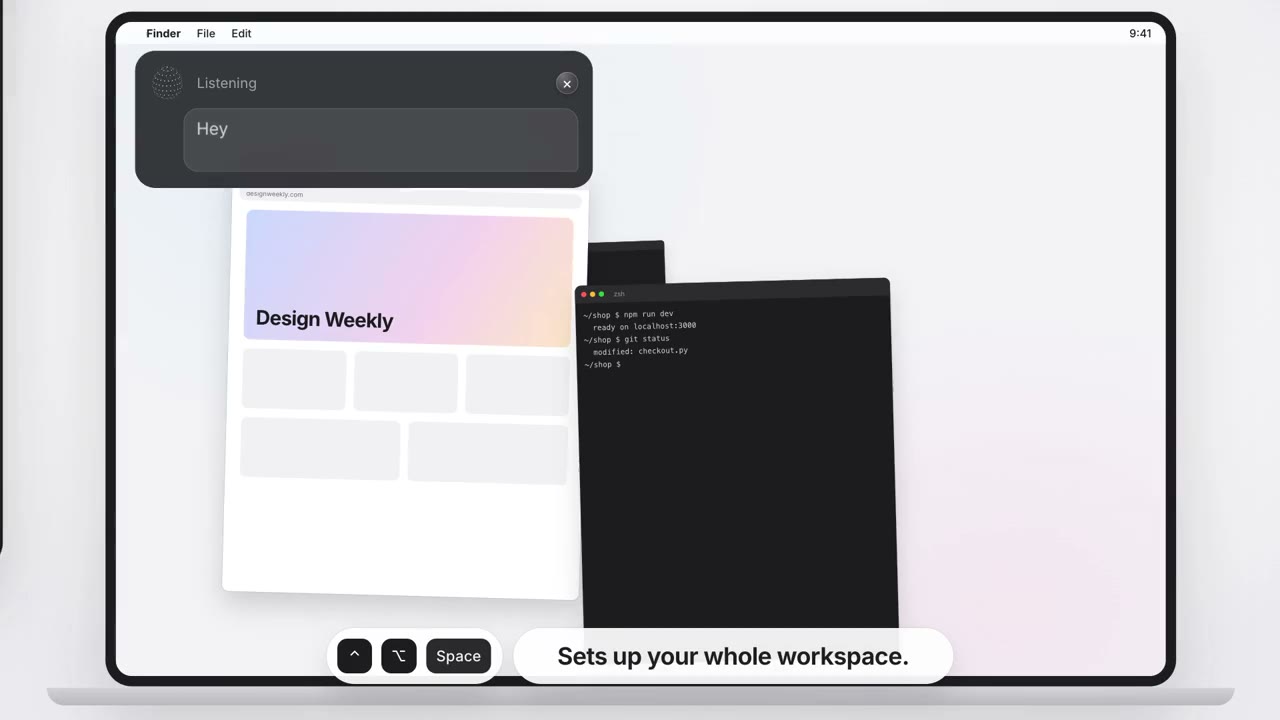 Finder File Edit 9:41
Listening
Hey
designweekly.com
Design Weekly
zsh
~/shop $ npm run dev
ready on localhost:3000
~/shop $ git status
modified: checkout.py
~/shop $
^ ⌥ Space
Sets up your whole workspace.